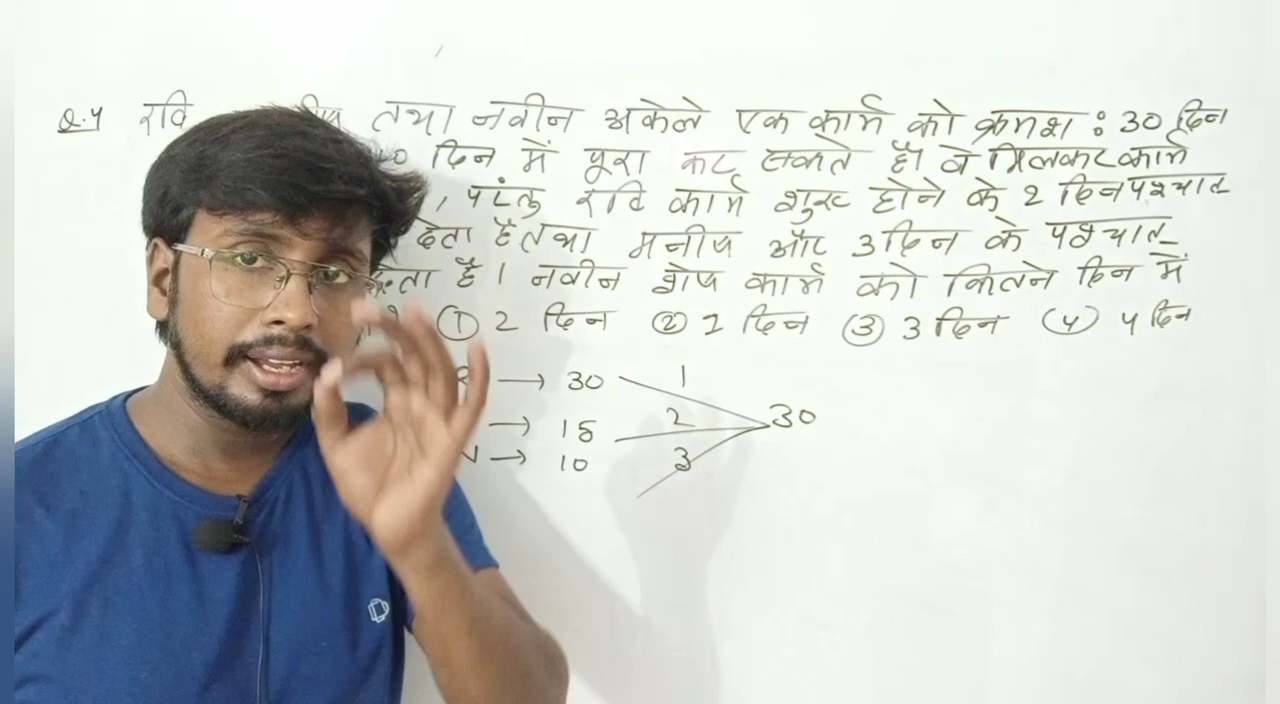 Q.4 रवि तथा नवीन अकेले एक कार्य को क्रमश: 30 दिन
दिन में पूरा कर सकते हैं। वे मिलकर कार्य
, परंतु रवि कार्य शुरू होने के 2 दिन पश्चात
देता है तथा मनीष और 3 दिन के पश्चात
देता है। नवीन शेष कार्य को कितने दिन में
① 2 दिन ② 1 दिन ③ 3 दिन (4) 4 दिन
R → 30 1
→ 15 2 30
N → 10 3